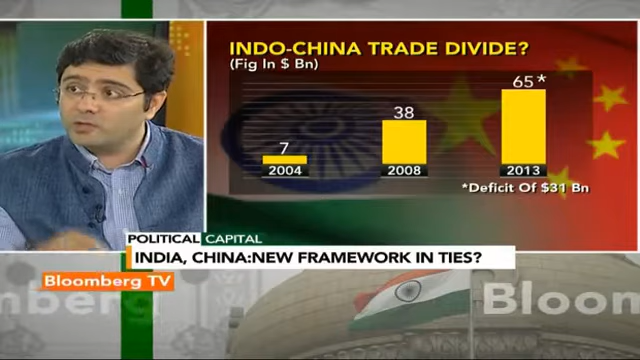 INDO-CHINA TRADE DIVIDE?
(Fig In $ Bn)
7
38
65*
2004
2008
2013
*Deficit Of $31 Bn
POLITICAL CAPITAL
INDIA, CHINA:NEW FRAMEWORK IN TIES?
Bloomberg TV
Bloom